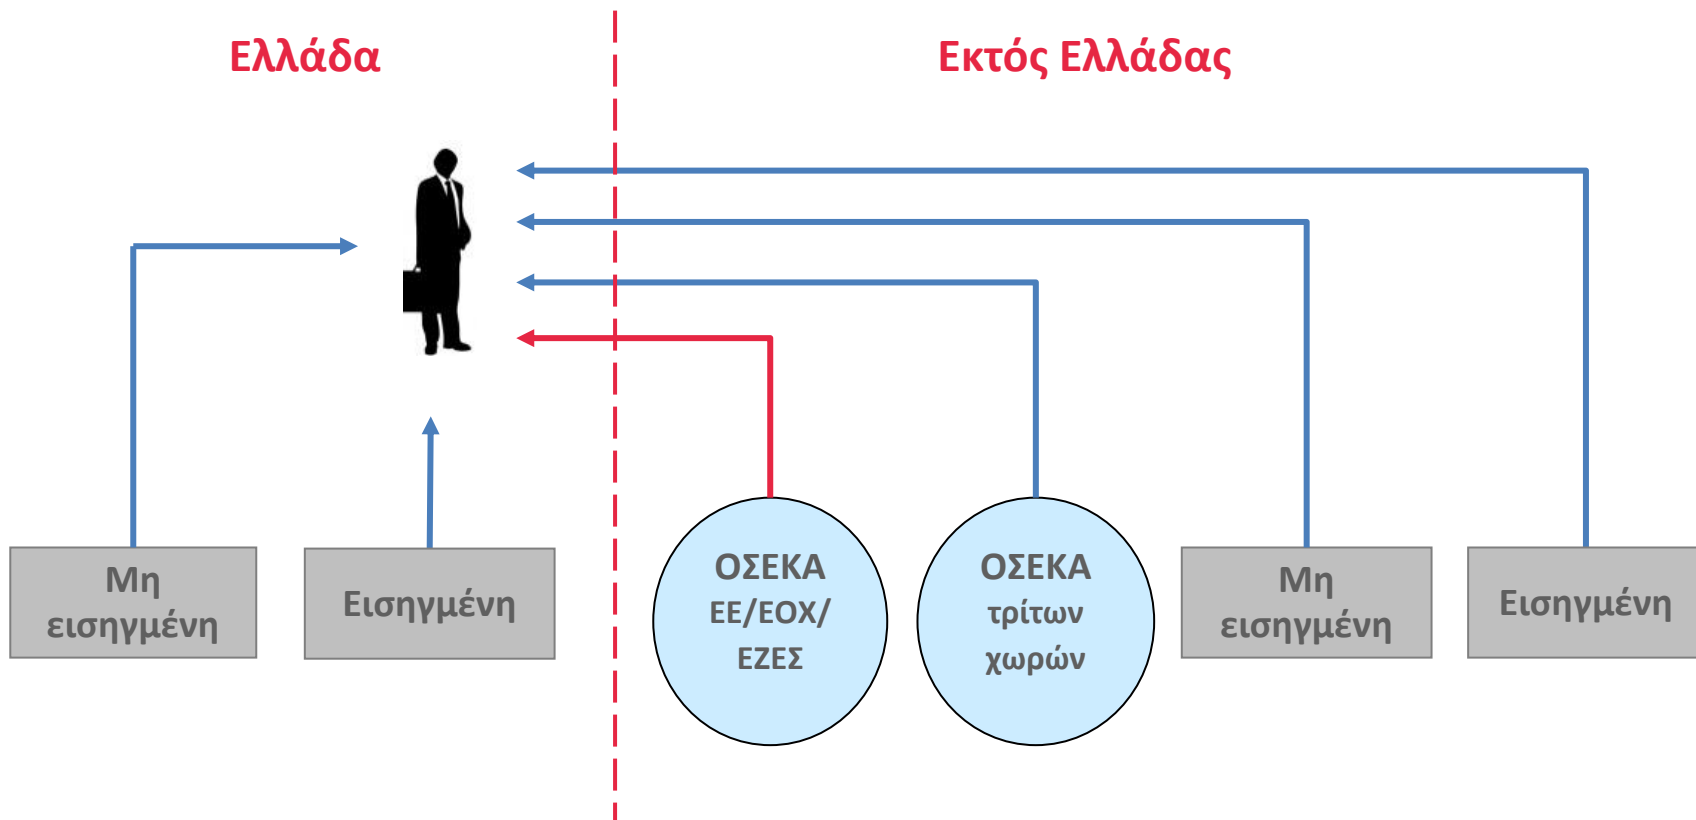 Ελλάδα
Εκτός Ελλάδας
Μη
εισηγμένη
Εισηγμένη
ΟΣΕΚΑ
ΕΕ/ΕΟΧ/
ΕΖΕΣ
ΟΣΕΚΑ
τρίτων
χωρών
Μη
εισηγμένη
Εισηγμένη